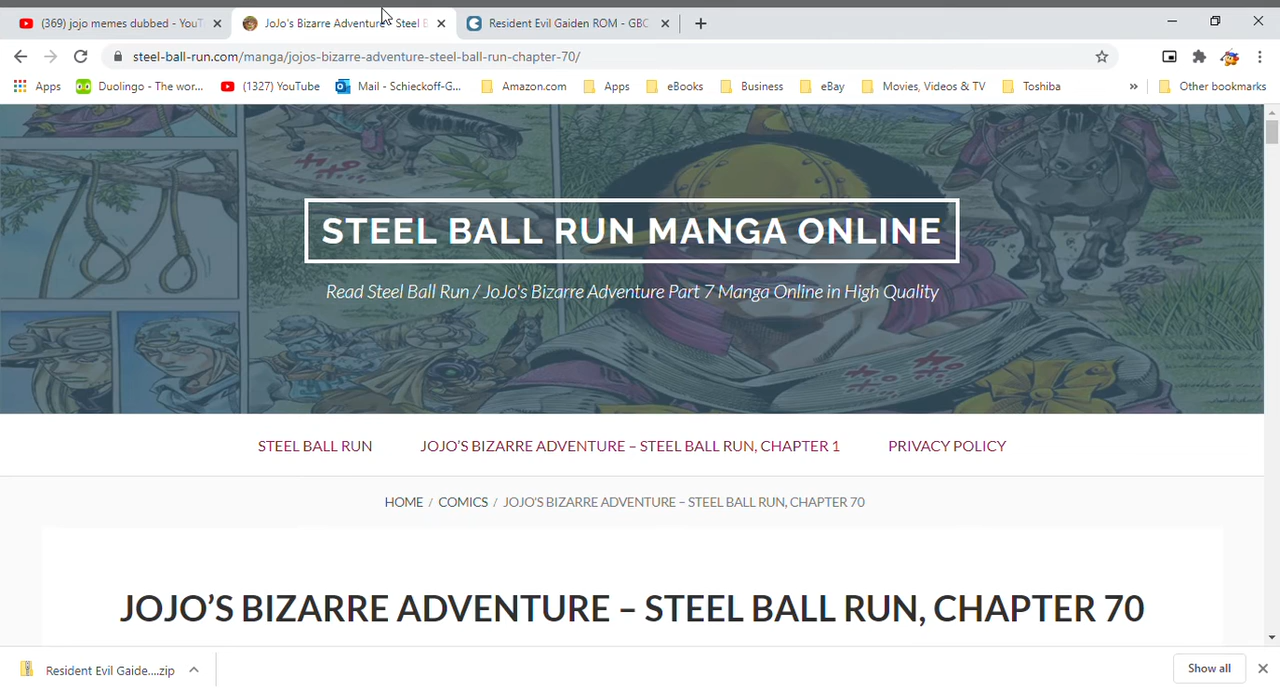 (369) jojo memes dubbed - YouT
JoJo's Bizarre Adventure Steel B
Resident Evil Gaiden ROM - GBC
steel-ball-run.com/manga/jojos-bizarre-adventure-steel-ball-run-chapter-70/
Apps Duolingo - The wor... (1327) YouTube Mail - Schieckoff-G... Amazon.com Apps eBooks Business eBay Movies, Videos & TV Toshiba » Other bookmarks
STEEL BALL RUN MANGA ONLINE
Read Steel Ball Run / JoJo's Bizarre Adventure Part 7 Manga Online in High Quality
STEEL BALL RUN JOJO'S BIZARRE ADVENTURE – STEEL BALL RUN, CHAPTER 1 PRIVACY POLICY
HOME / COMICS / JOJO'S BIZARRE ADVENTURE – STEEL BALL RUN, CHAPTER 70
JOJO'S BIZARRE ADVENTURE – STEEL BALL RUN, CHAPTER 70
Resident Evil Gaide....zip
Show all